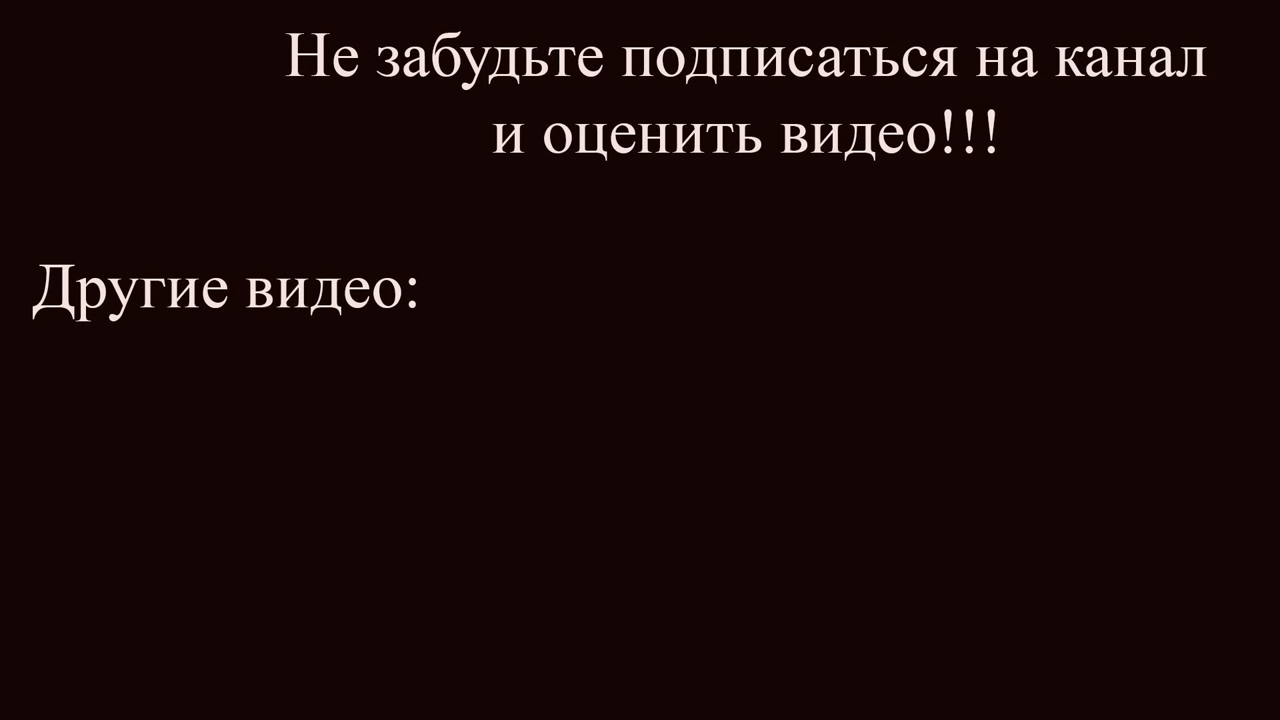 Не забудьте подписаться на канал
и оценить видео!!!
Другие видео: